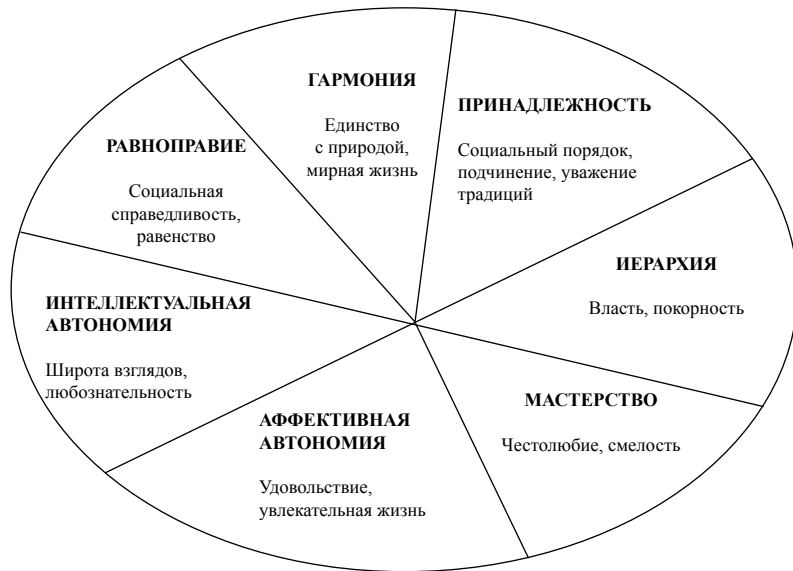 ГАРМОНИЯ
Единство
с природой,
мирная жизнь
ПРИНАДЛЕЖНОСТЬ
Социальный порядок,
подчинение, уважение
традиций
РАВНОПРАВИЕ
Социальная
справедливость,
равенство
ИЕРАРХИЯ
Власть, покорность
ИНТЕЛЛЕКТУАЛЬНАЯ
АВТОНОМИЯ
Широта взглядов,
любознательность
МАСТЕРСТВО
Честолюбие, смелость
АФФЕКТИВНАЯ
АВТОНОМИЯ
Удовольствие,
увлекательная жизнь